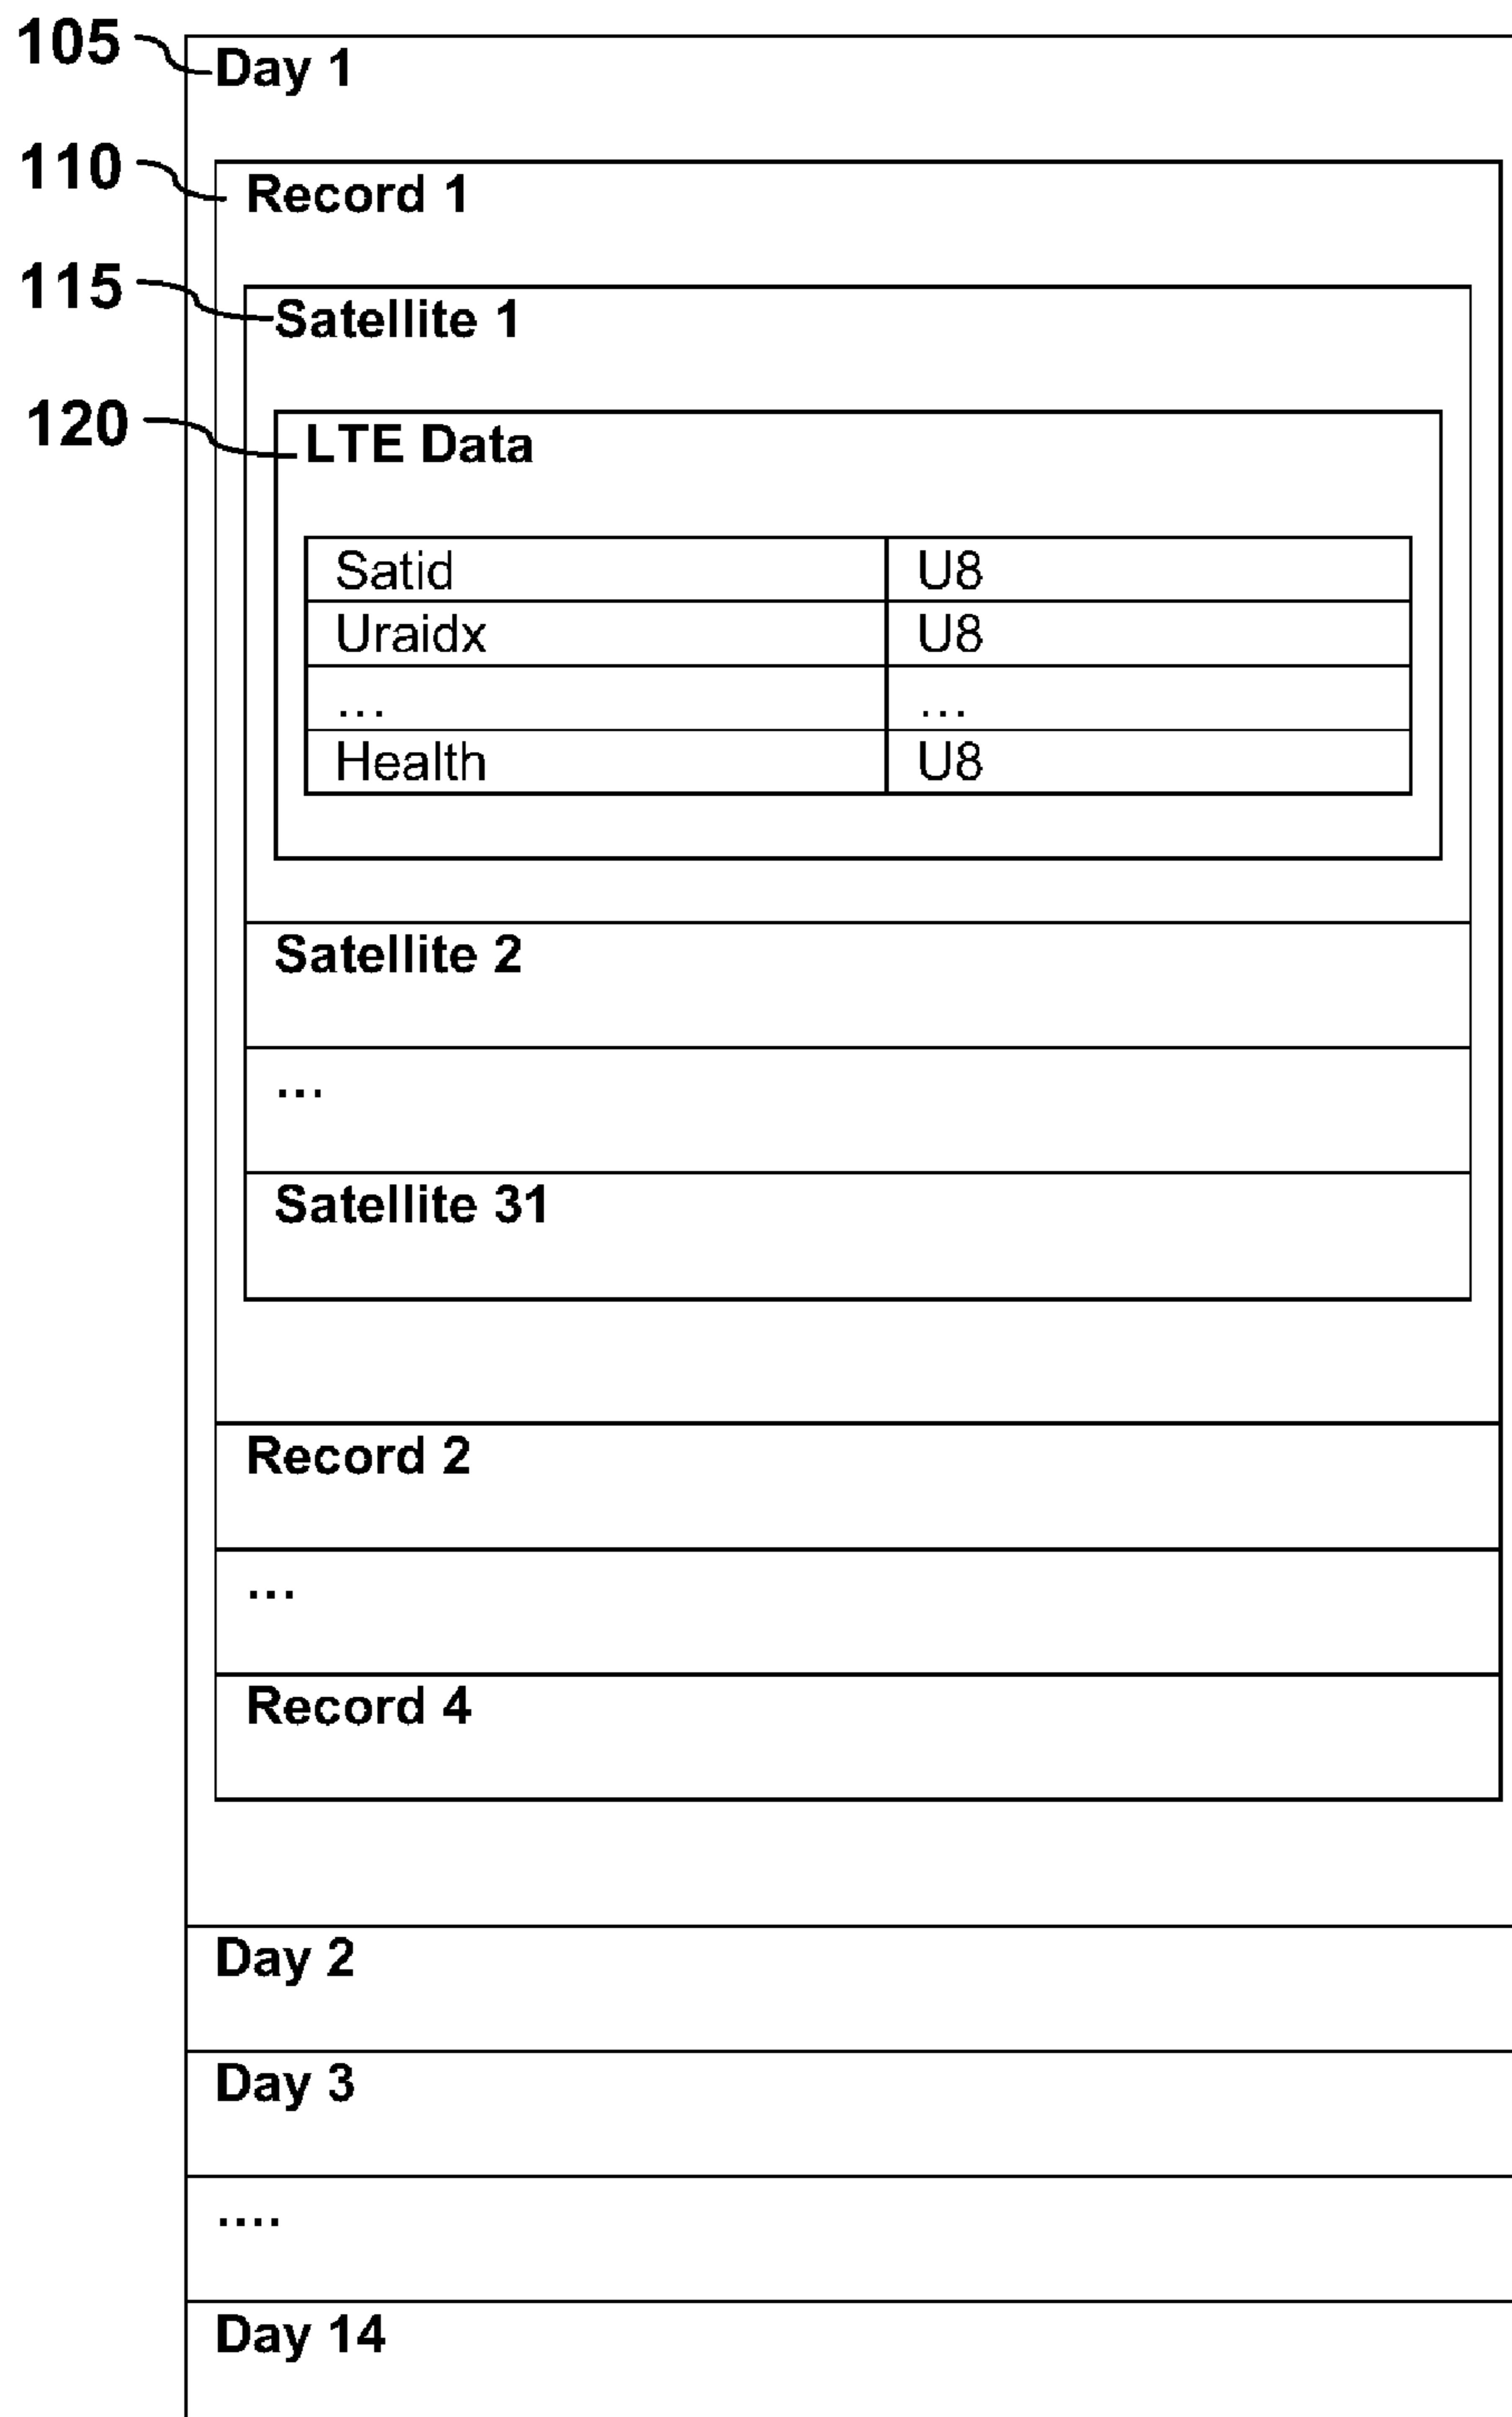 105 Day 1
110 Record 1
115 Satellite 1
120 LTE Data
Satid U8
Uraidx U8
... ...
Health U8
Satellite 2
...
Satellite 31
Record 2
...
Record 4
Day 2
Day 3
....
Day 14